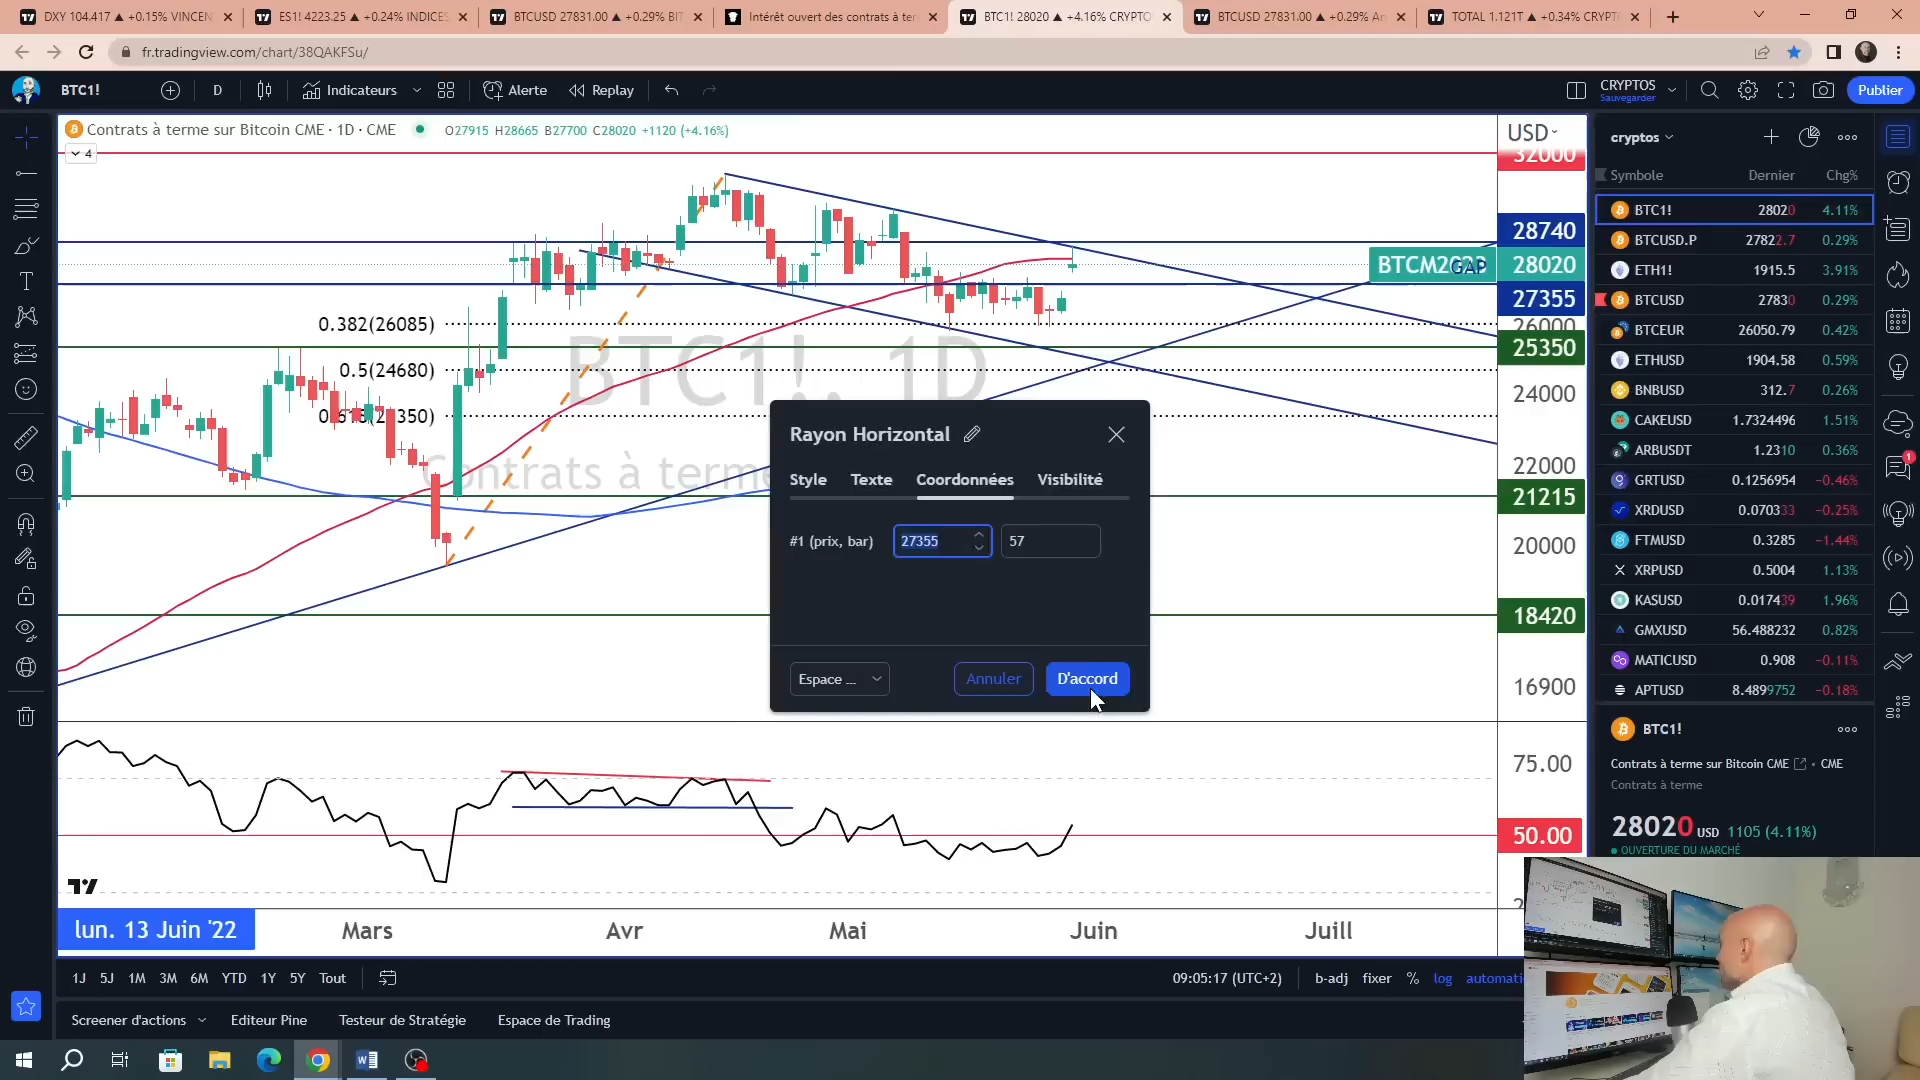 DXY 104.417 ▲ +0.15% VINCEN
ES1! 4223.25 ▲ +0.24% INDICES
BTCUSD 27831.00 ▲ +0.29% BIT
Intérêt ouvert des contrats à te
BTC1! 28020 ▲ +4.16% CRYPTO
BTCUSD 27831.00 ▲ +0.29% An
TOTAL 1.121T ▲ +0.34% CRYPT
fr.tradingview.com/chart/38QAKFSu/
BTC1!
D
Indicateurs
Alerte
Replay
CRYPTOS
Sauvegarder
Publier
Contrats à terme sur Bitcoin CME · 1D · CME
O27915 H28665 B27700 C28020 +1120 (+4.16%)
4
USD
32000
28740
BTCM2023
GAP
28020
27355
26000
25350
24000
22000
21215
20000
18420
16900
75.00
50.00
0.382(26085)
0.5(24680)
BTC1!, 1D
Contrats à terme
Rayon Horizontal
Style
Texte
Coordonnées
Visibilité
#1 (prix, bar)
27355
57
Espace ...
Annuler
D'accord
lun. 13 Juin '22
Mars
Avr
Mai
Juin
Juill
1J
5J
1M
3M
6M
YTD
1Y
5Y
Tout
09:05:17 (UTC+2)
b-adj
fixer
%
log
automati
Screener d'actions
Editeur Pine
Testeur de Stratégie
Espace de Trading
cryptos
Symbole Dernier Chg%
BTC1! 28020 4.11%
BTCUSD.P 27822.7 0.29%
ETH1! 1915.5 3.91%
BTCUSD 27830 0.29%
BTCEUR 26050.79 0.42%
ETHUSD 1904.58 0.59%
BNBUSD 312.7 0.26%
CAKEUSD 1.7324496 1.51%
ARBUSDT 1.2310 0.36%
GRTUSD 0.1256954 −0.46%
XRDUSD 0.070333 −0.25%
FTMUSD 0.3285 −1.44%
XRPUSD 0.5004 1.13%
KASUSD 0.017439 1.96%
GMXUSD 56.488232 0.82%
MATICUSD 0.908 −0.11%
APTUSD 8.4899752 −0.18%
1
BTC1!
Contrats à terme sur Bitcoin CME · CME
Contrats à terme
28020 USD 1105 (4.11%)
OUVERTURE DU MARCHÉ